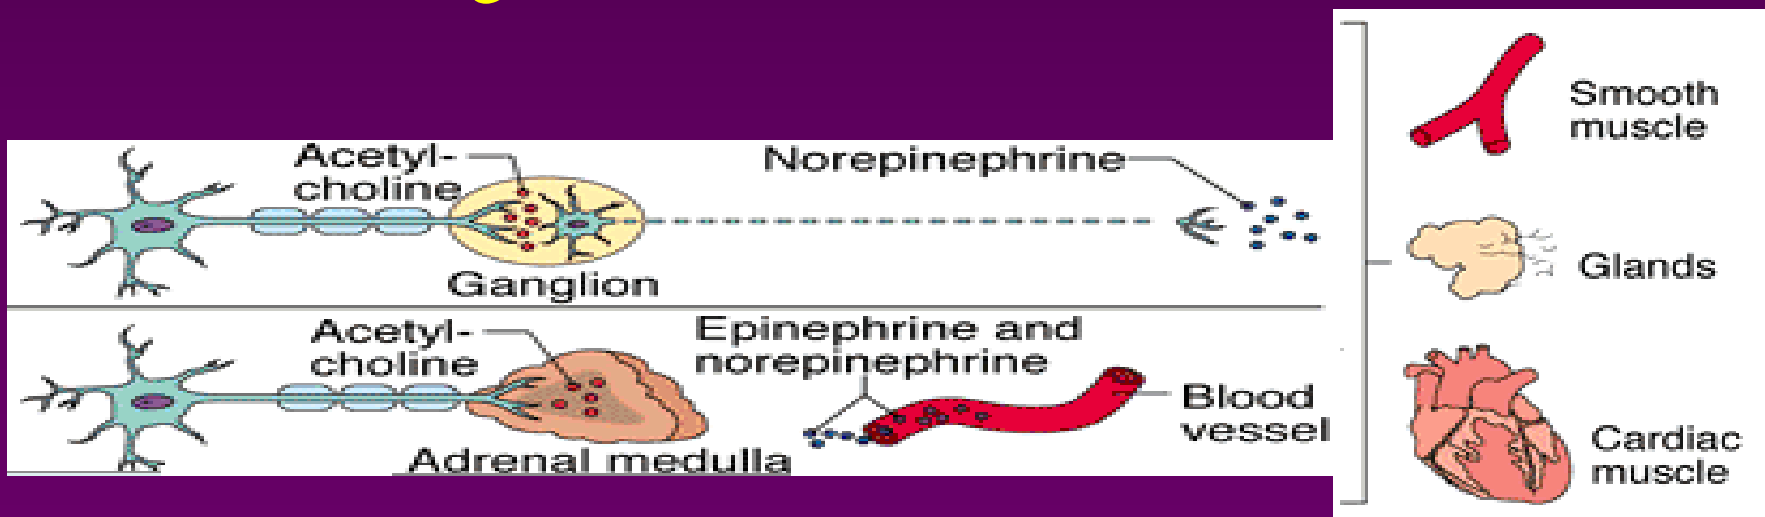 Acetyl-
choline
Norepinephrine
Ganglion
Acetyl-
choline
Epinephrine and
norepinephrine
Blood
vessel
Adrenal medulla
Smooth
muscle
Glands
Cardiac
muscle